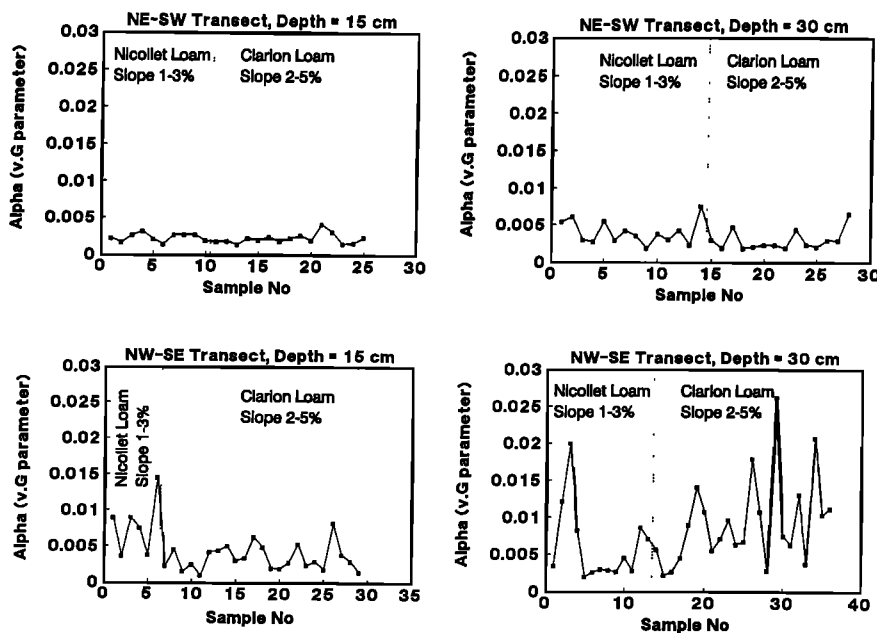 NE-SW Transect, Depth = 15 cm
Alpha (v.G parameter)
0.03
0.025
0.02
0.015
0.01
0.005
0
Nicollet Loam
Slope 1-3%
Clarion Loam
Slope 2-5%
0 5 10 15 20 25 30
Sample No
NE-SW Transect, Depth = 30 cm
Alpha (v.G parameter)
0.03
0.025
0.02
0.015
0.01
0.005
0
Nicollet Loam
Slope 1-3%
Clarion Loam
Slope 2-5%
0 5 10 15 20 25 30
Sample No
NW-SE Transect, Depth = 15 cm
Alpha (v.G parameter)
0.03
0.025
0.02
0.015
0.01
0.005
0
Nicollet Loam
Slope 1-3%
Clarion Loam
Slope 2-5%
0 5 10 15 20 25 30 35
Sample No
NW-SE Transect, Depth = 30 cm
Alpha (v.G parameter)
0.03
0.025
0.02
0.015
0.01
0.005
0
Nicollet Loam
Slope 1-3%
Clarion Loam
Slope 2-5%
0 10 20 30 40
Sample No